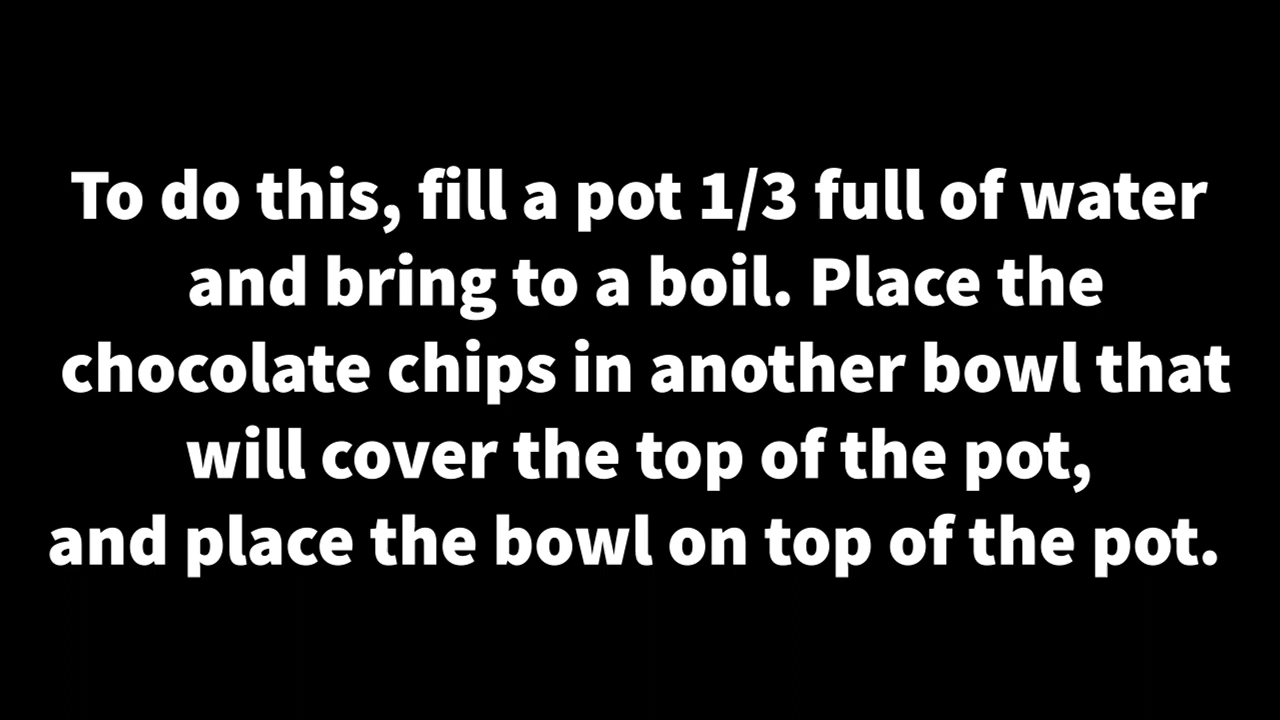 To do this, fill a pot 1/3 full of water
and bring to a boil. Place the
chocolate chips in another bowl that
will cover the top of the pot,
and place the bowl on top of the pot.